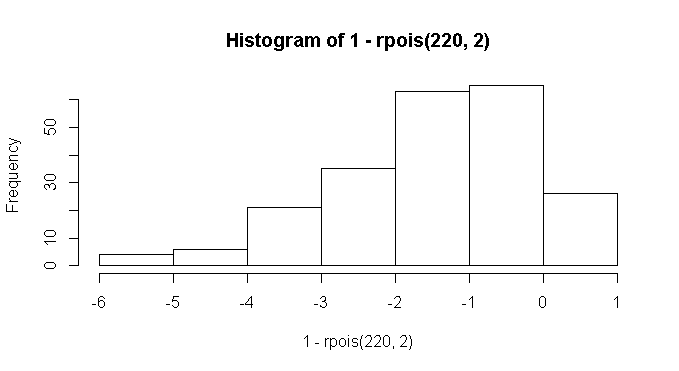 Histogram of 1 - rpois(220, 2)
Frequency
50
30
10
0
-6 -5 -4 -3 -2 -1 0 1
1 - rpois(220, 2)